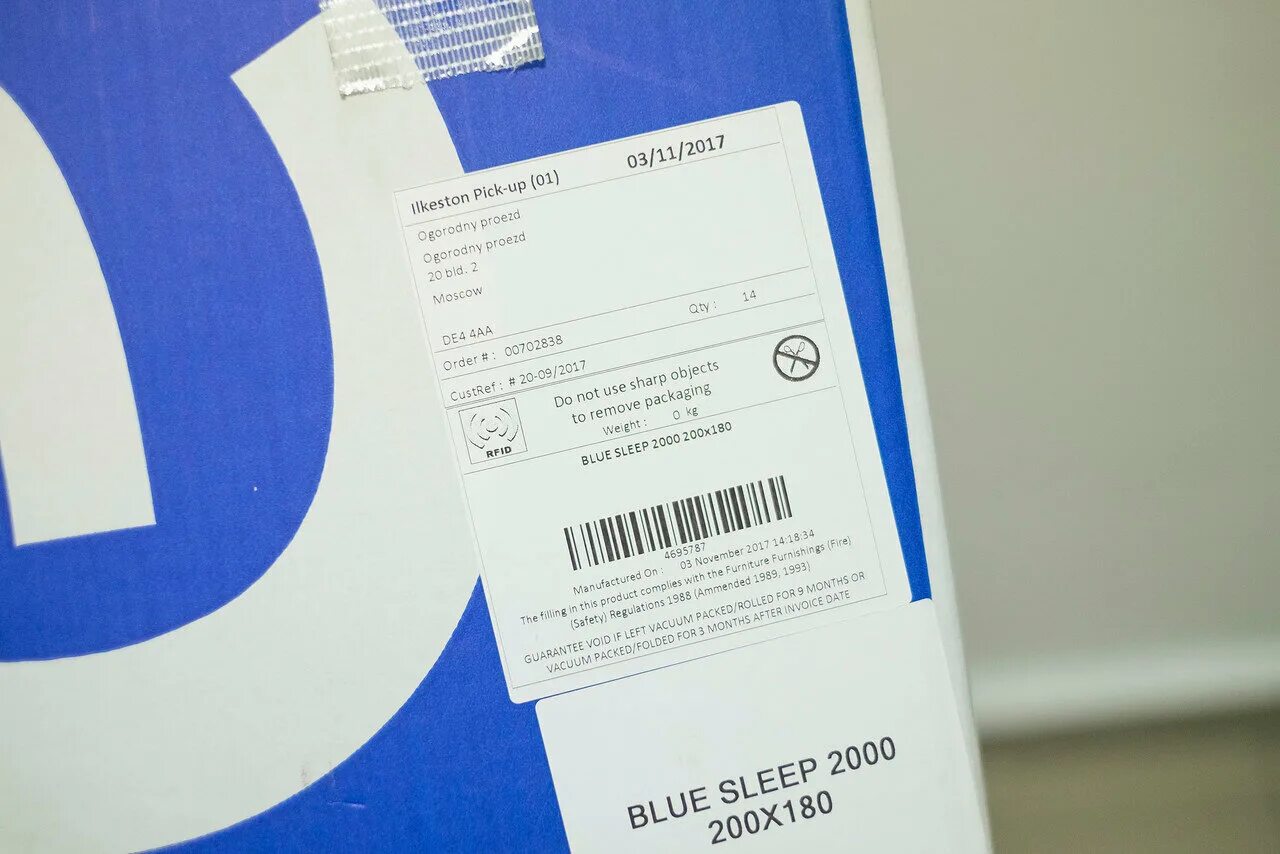 Ilkeston Pick-up (01) 03/11/2017
Ogorodny proezd
Ogorodny proezd
20 bld. 2
Moscow
DE4 4AA
Order # : 00702838 Qty : 14
CustRef : # 20-09/2017
RFID
Do not use sharp objects
to remove packaging
Weight : 0 kg
BLUE SLEEP 2000 200x180
4695787
Manufactured On : 03 November 2017 14:18:34
The filling in this product complies with the Furniture Furnishings (Fire)
(Safety) Regulations 1988 (Ammended 1989, 1993)
GUARANTEE VOID IF LEFT VACUUM PACKED/ROLLED FOR 9 MONTHS OR
VACUUM PACKED/FOLDED FOR 3 MONTHS AFTER INVOICE DATE
BLUE SLEEP 2000
200X180